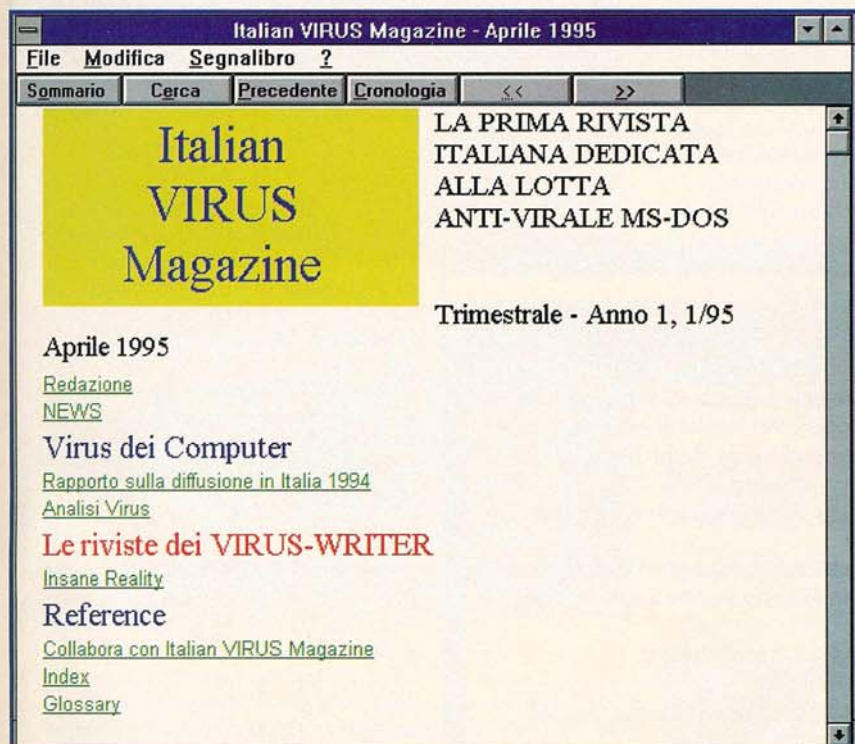 Italian VIRUS Magazine - Aprile 1995
File Modifica Segnalibro ?
Sommario Cerca Precedente Cronologia << >>
Italian
VIRUS
Magazine
LA PRIMA RIVISTA
ITALIANA DEDICATA
ALLA LOTTA
ANTI-VIRALE MS-DOS
Trimestrale - Anno 1, 1/95
Aprile 1995
Redazione
NEWS
Virus dei Computer
Rapporto sulla diffusione in Italia 1994
Analisi Virus
Le riviste dei VIRUS-WRITER
Insane Reality
Reference
Collabora con Italian VIRUS Magazine
Index
Glossary